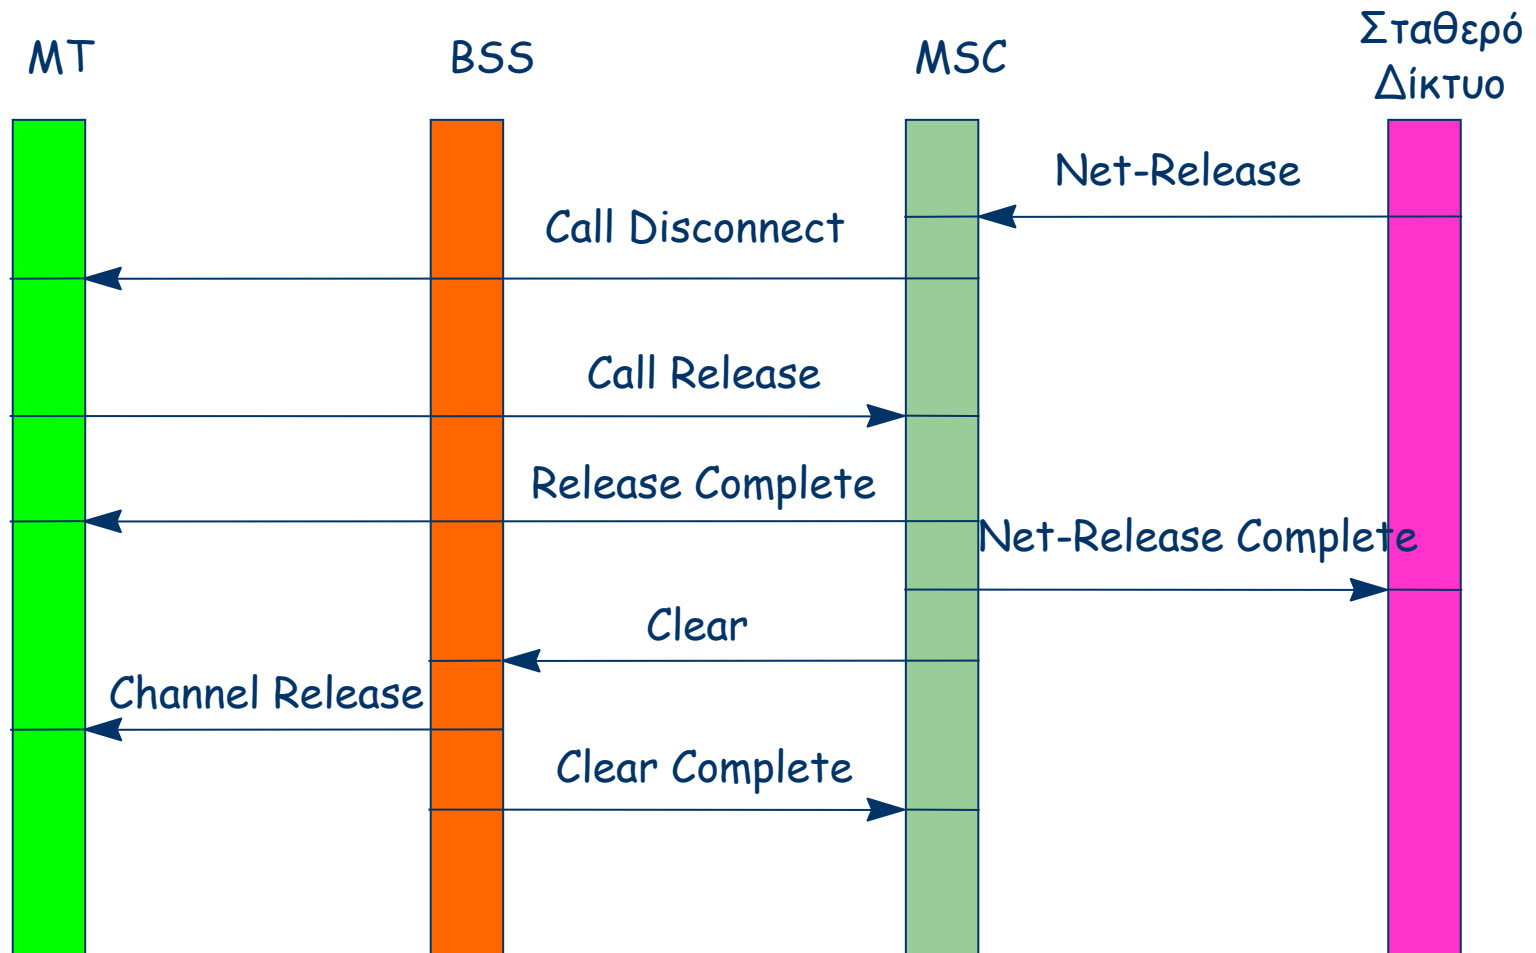 MT
BSS
MSC
Σταθερό
Δίκτυο
Net-Release
Call Disconnect
Call Release
Release Complete
Net-Release Complete
Clear
Channel Release
Clear Complete